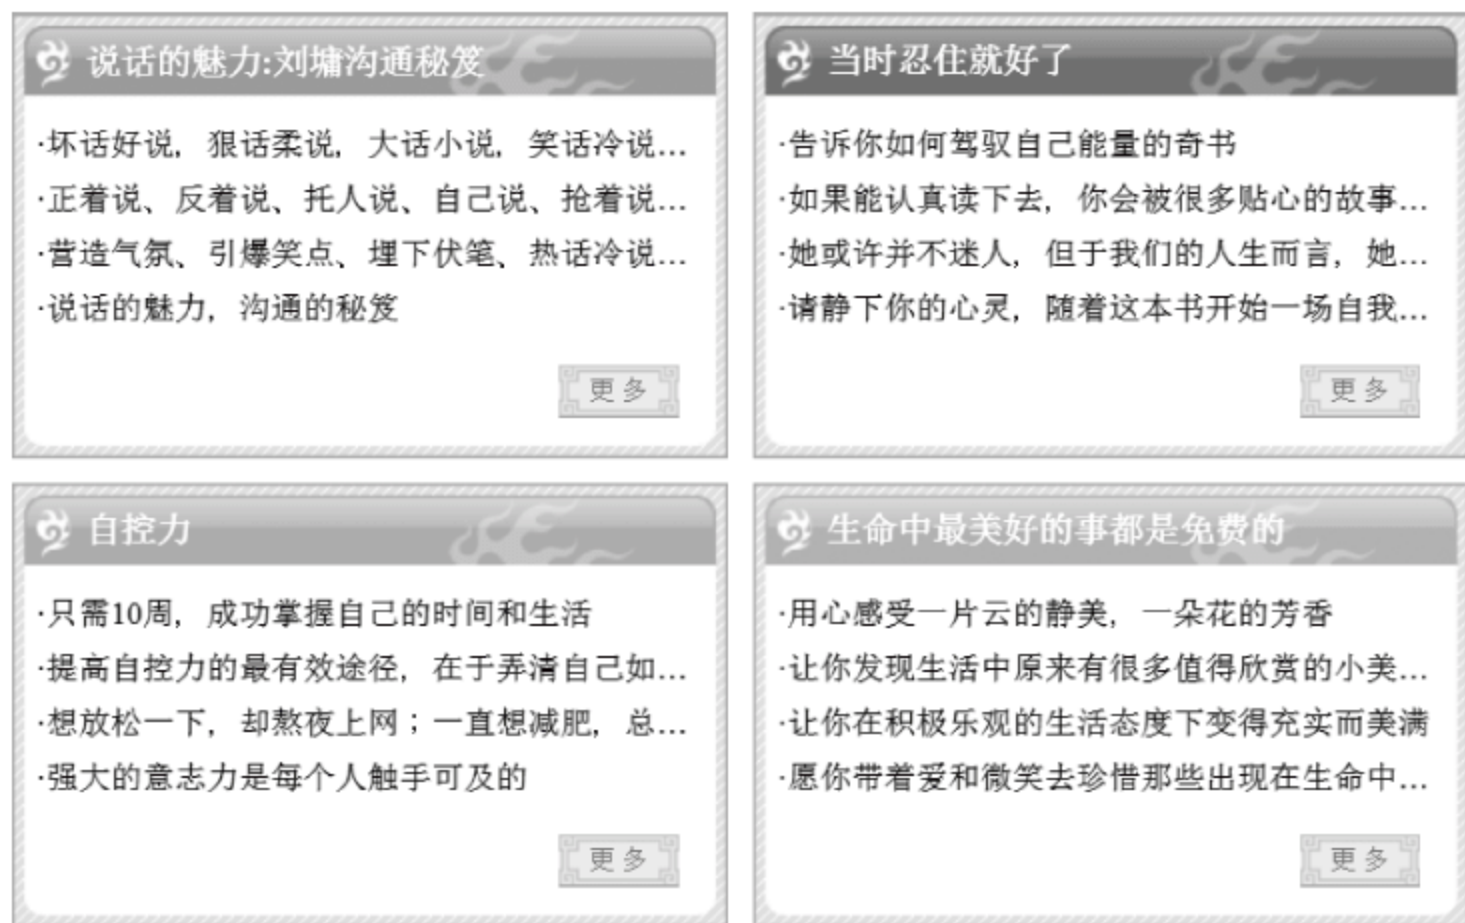 说话的魅力:刘墉沟通秘笈
·坏话好说，狠话柔说，大话小说，笑话冷说...
·正着说、反着说、托人说、自己说、抢着说...
·营造气氛、引爆笑点、埋下伏笔、热话冷说...
·说话的魅力，沟通的秘笈
更多
当时忍住就好了
·告诉你如何驾驭自己能量的奇书
·如果能认真读下去，你会被很多贴心的故事...
·她或许并不迷人，但于我们的人生而言，她...
·请静下你的心灵，随着这本书开始一场自我...
更多
自控力
·只需10周，成功掌握自己的时间和生活
·提高自控力的最有效途径，在于弄清自己如...
·想放松一下，却熬夜上网；一直想减肥，总...
·强大的意志力是每个人触手可及的
更多
生命中最美好的事都是免费的
·用心感受一片云的静美，一朵花的芳香
·让你发现生活中原来有很多值得欣赏的小美...
·让你在积极乐观的生活态度下变得充实而美满
·愿你带着爱和微笑去珍惜那些出现在生命中...
更多